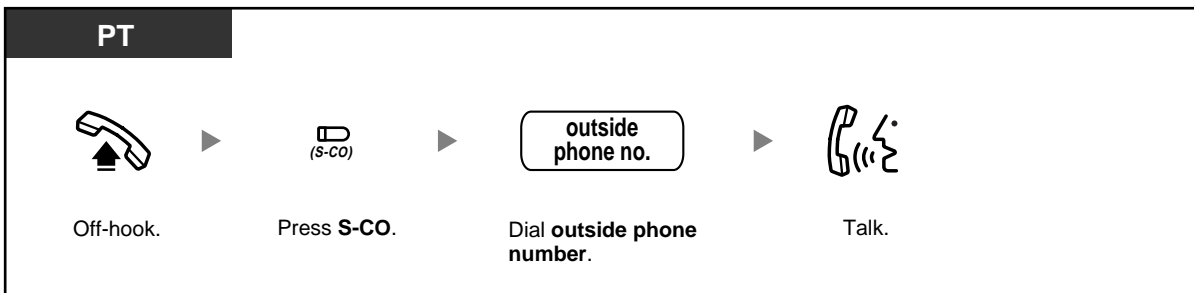 PT
(S-CO)
outside
phone no.
Off-hook.
Press S-CO.
Dial outside phone
number.
Talk.